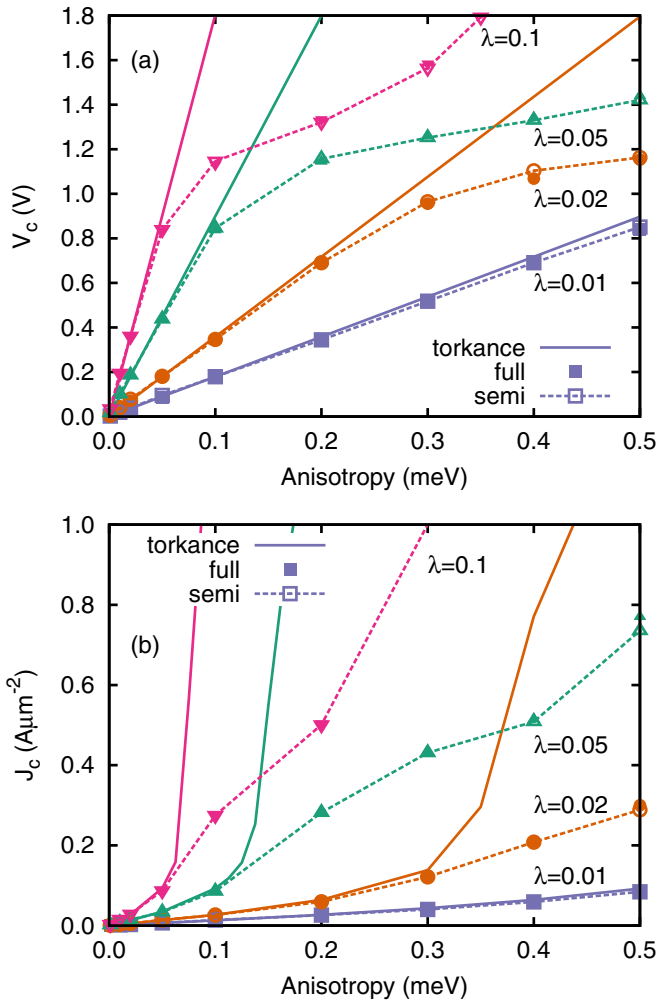 1.8
1.6
1.4
1.2
1.0
0.8
0.6
0.4
0.2
0.0
V_c (V)
(a)
λ=0.1
λ=0.05
λ=0.02
λ=0.01
torkance
full
semi
0.0 0.1 0.2 0.3 0.4 0.5
Anisotropy (meV)
1.0
0.8
0.6
0.4
0.2
0.0
J_c (Aμm⁻²)
torkance
full
semi
(b)
λ=0.1
λ=0.05
λ=0.02
λ=0.01
0.0 0.1 0.2 0.3 0.4 0.5
Anisotropy (meV)